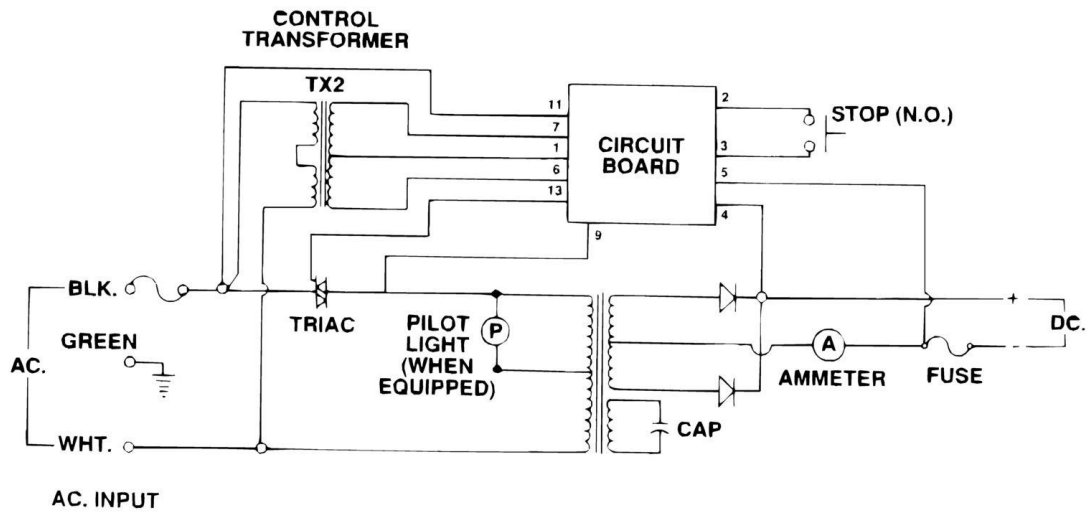 CONTROL
TRANSFORMER
TX2
11
7
1
6
13
9
CIRCUIT
BOARD
2
3
5
4
STOP (N.O.)
BLK.
GREEN
AC.
WHT.
AC. INPUT
TRIAC
PILOT
LIGHT
(WHEN
EQUIPPED)
P
CAP
A
AMMETER
FUSE
+
-
DC.